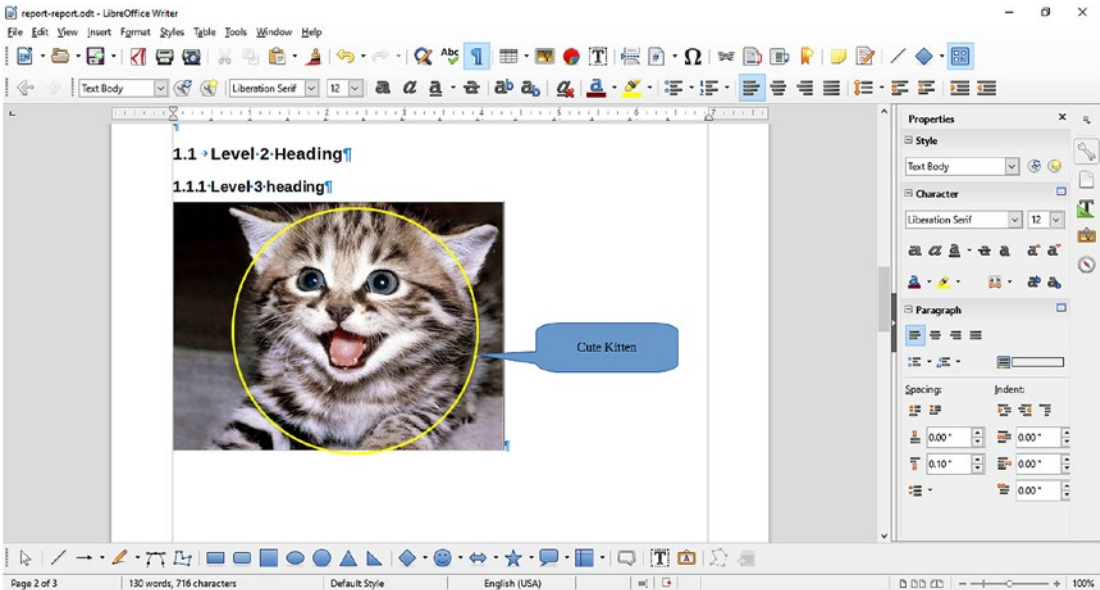 report-report.odt - LibreOffice Writer
File Edit View Insert Format Styles Table Tools Window Help
Text Body Liberation Serif 12
1.1 Level 2 Heading¶
1.1.1 Level 3 heading¶
Cute Kitten
Properties
Style
Text Body
Character
Liberation Serif 12
Paragraph
Spacing: Indent:
0.00" 0.00"
0.10" 0.00"
0.00"
Page 2 of 3 130 words, 716 characters Default Style English (USA) 100%